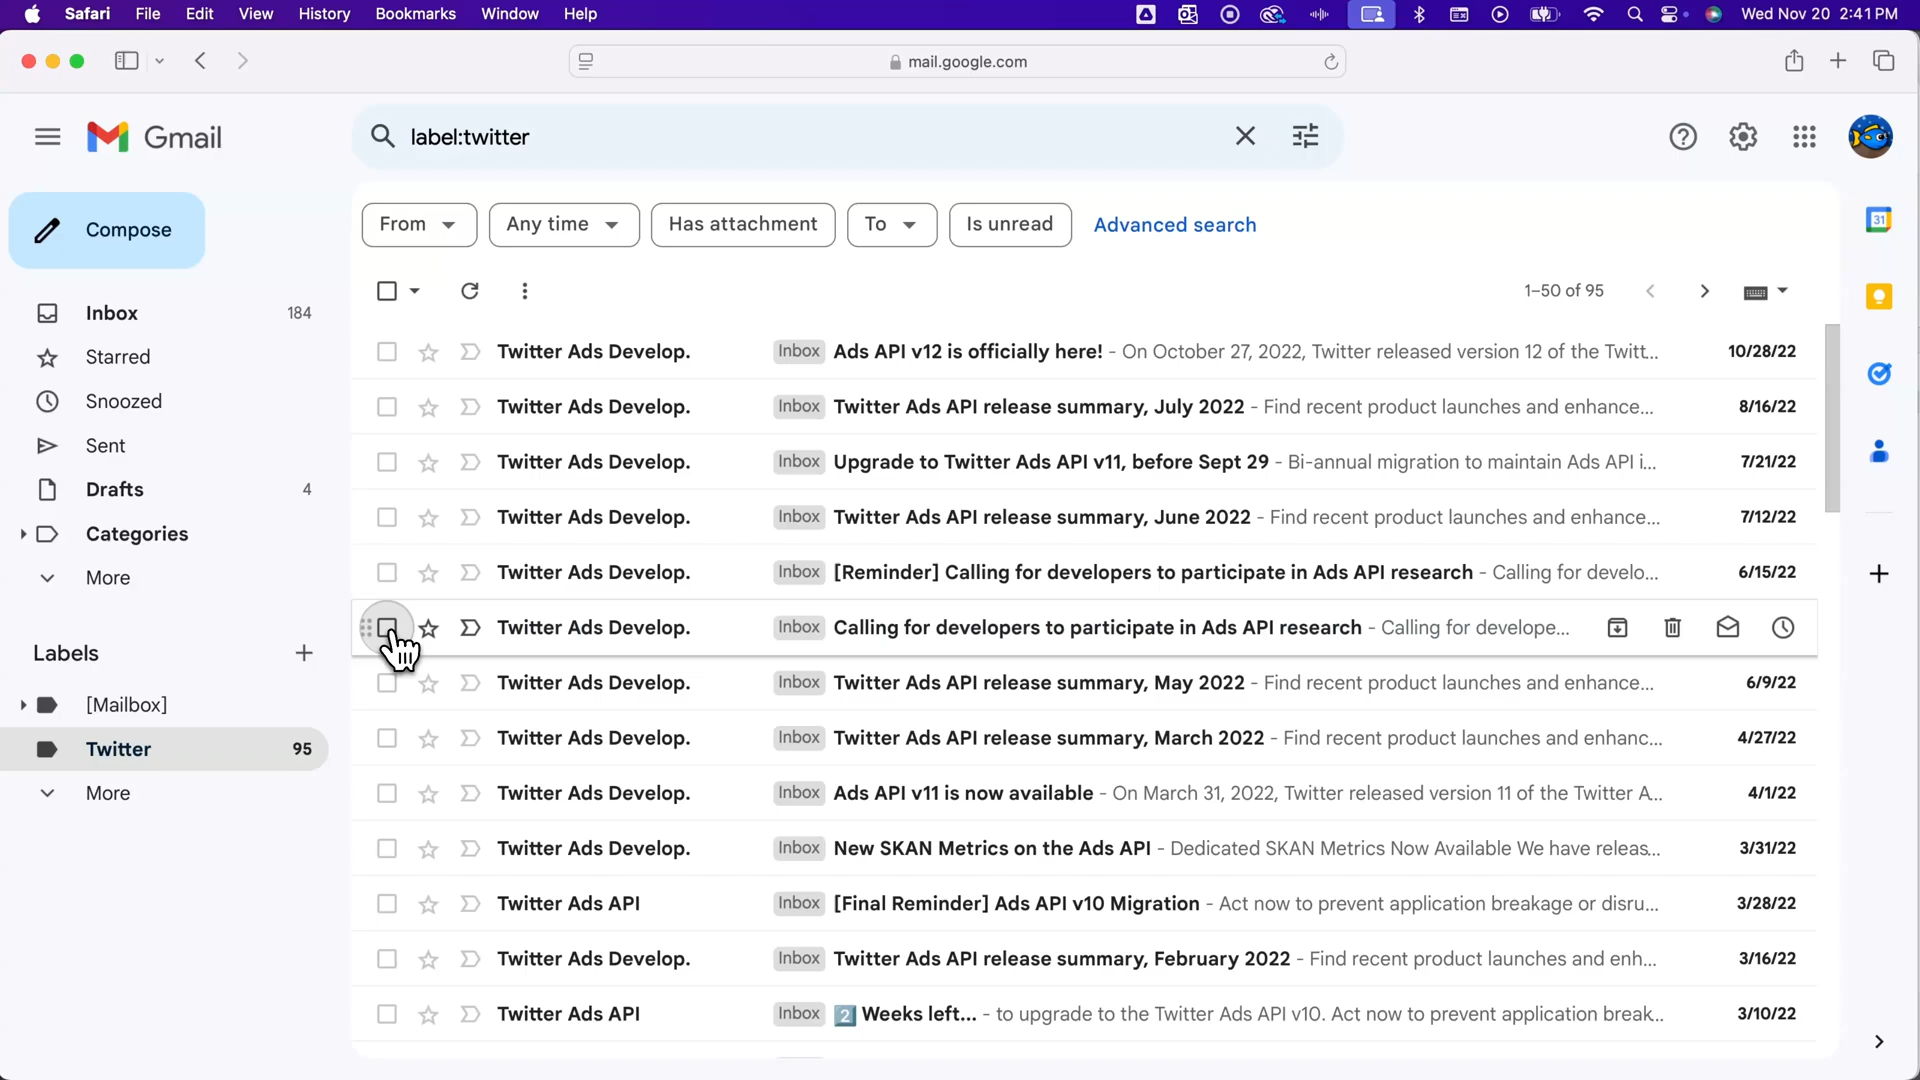 Safari File Edit View History Bookmarks Window Help Wed Nov 20 2:41 PM
mail.google.com
Gmail label:twitter
Compose
From Any time Has attachment To Is unread Advanced search
1–50 of 95
Inbox 184
Starred
Snoozed
Sent
Drafts 4
Categories
More
Labels
[Mailbox]
Twitter 95
More
Twitter Ads Develop. Inbox Ads API v12 is officially here! - On October 27, 2022, Twitter released version 12 of the Twitt... 10/28/22
Twitter Ads Develop. Inbox Twitter Ads API release summary, July 2022 - Find recent product launches and enhance... 8/16/22
Twitter Ads Develop. Inbox Upgrade to Twitter Ads API v11, before Sept 29 - Bi-annual migration to maintain Ads API i... 7/21/22
Twitter Ads Develop. Inbox Twitter Ads API release summary, June 2022 - Find recent product launches and enhance... 7/12/22
Twitter Ads Develop. Inbox [Reminder] Calling for developers to participate in Ads API research - Calling for develo... 6/15/22
Twitter Ads Develop. Inbox Calling for developers to participate in Ads API research - Calling for develope...
Twitter Ads Develop. Inbox Twitter Ads API release summary, May 2022 - Find recent product launches and enhance... 6/9/22
Twitter Ads Develop. Inbox Twitter Ads API release summary, March 2022 - Find recent product launches and enhanc... 4/27/22
Twitter Ads Develop. Inbox Ads API v11 is now available - On March 31, 2022, Twitter released version 11 of the Twitter A... 4/1/22
Twitter Ads Develop. Inbox New SKAN Metrics on the Ads API - Dedicated SKAN Metrics Now Available We have releas... 3/31/22
Twitter Ads API Inbox [Final Reminder] Ads API v10 Migration - Act now to prevent application breakage or disru... 3/28/22
Twitter Ads Develop. Inbox Twitter Ads API release summary, February 2022 - Find recent product launches and enh... 3/16/22
Twitter Ads API Inbox 2️⃣ Weeks left... - to upgrade to the Twitter Ads API v10. Act now to prevent application break... 3/10/22
31